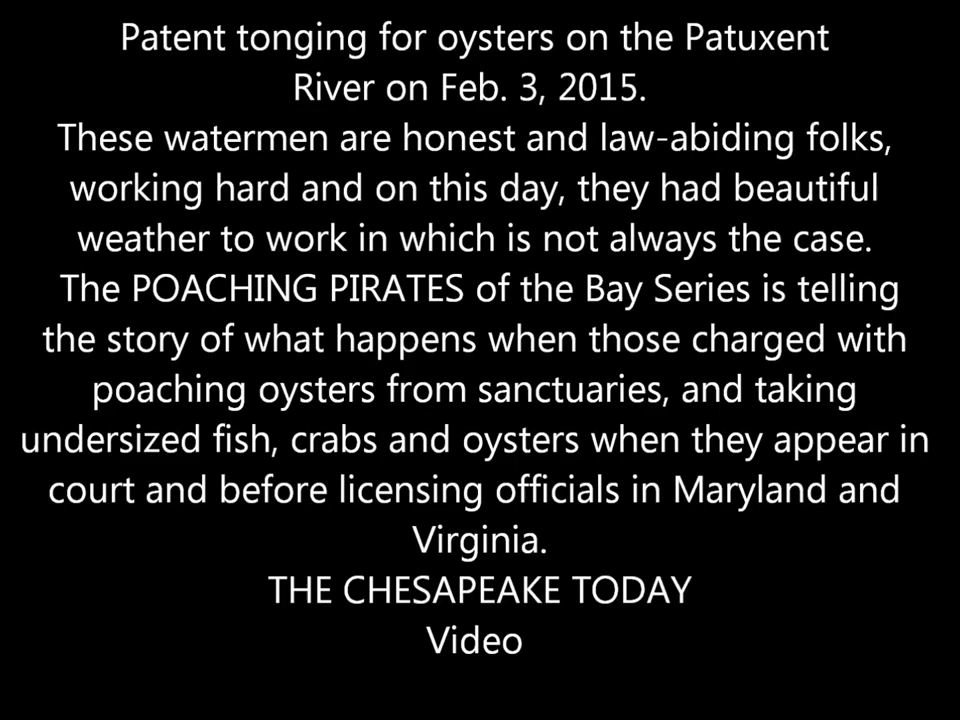 Patent tonging for oysters on the Patuxent
River on Feb. 3, 2015.
These watermen are honest and law-abiding folks,
working hard and on this day, they had beautiful
weather to work in which is not always the case.
The POACHING PIRATES of the Bay Series is telling
the story of what happens when those charged with
poaching oysters from sanctuaries, and taking
undersized fish, crabs and oysters when they appear in
court and before licensing officials in Maryland and
Virginia.
THE CHESAPEAKE TODAY
Video